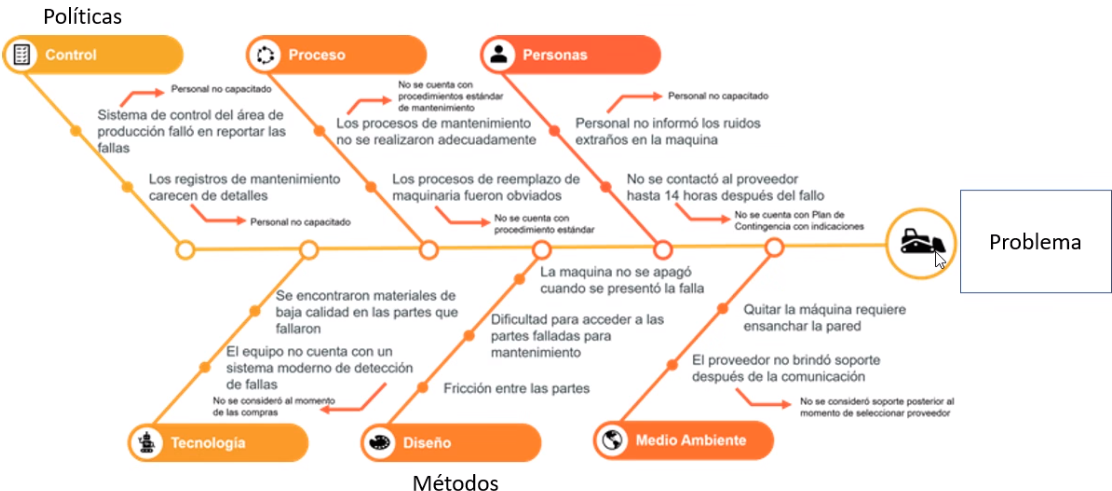 Políticas
Control
Proceso
Personas
Personal no capacitado
Sistema de control del área de
producción falló en reportar las
fallas
Los registros de mantenimiento
carecen de detalles
Personal no capacitado
No se cuenta con
procedimientos estándar
de mantenimiento
Los procesos de mantenimiento
no se realizaron adecuadamente
Los procesos de reemplazo de
maquinaria fueron obviados
No se cuenta con
procedimiento estándar
Personal no capacitado
Personal no informó los ruidos
extraños en la maquina
No se contactó al proveedor
hasta 14 horas después del fallo
No se cuenta con Plan de
Contingencia con indicaciones
Problema
Se encontraron materiales de
baja calidad en las partes que
fallaron
El equipo no cuenta con un
sistema moderno de detección
de fallas
No se consideró al momento
de las compras
La maquina no se apagó
cuando se presentó la falla
Dificultad para acceder a las
partes falladas para
mantenimiento
Fricción entre las partes
Quitar la máquina requiere
ensanchar la pared
El proveedor no brindó soporte
después de la comunicación
No se consideró soporte posterior al
momento de seleccionar proveedor
Tecnología
Diseño
Medio Ambiente
Métodos